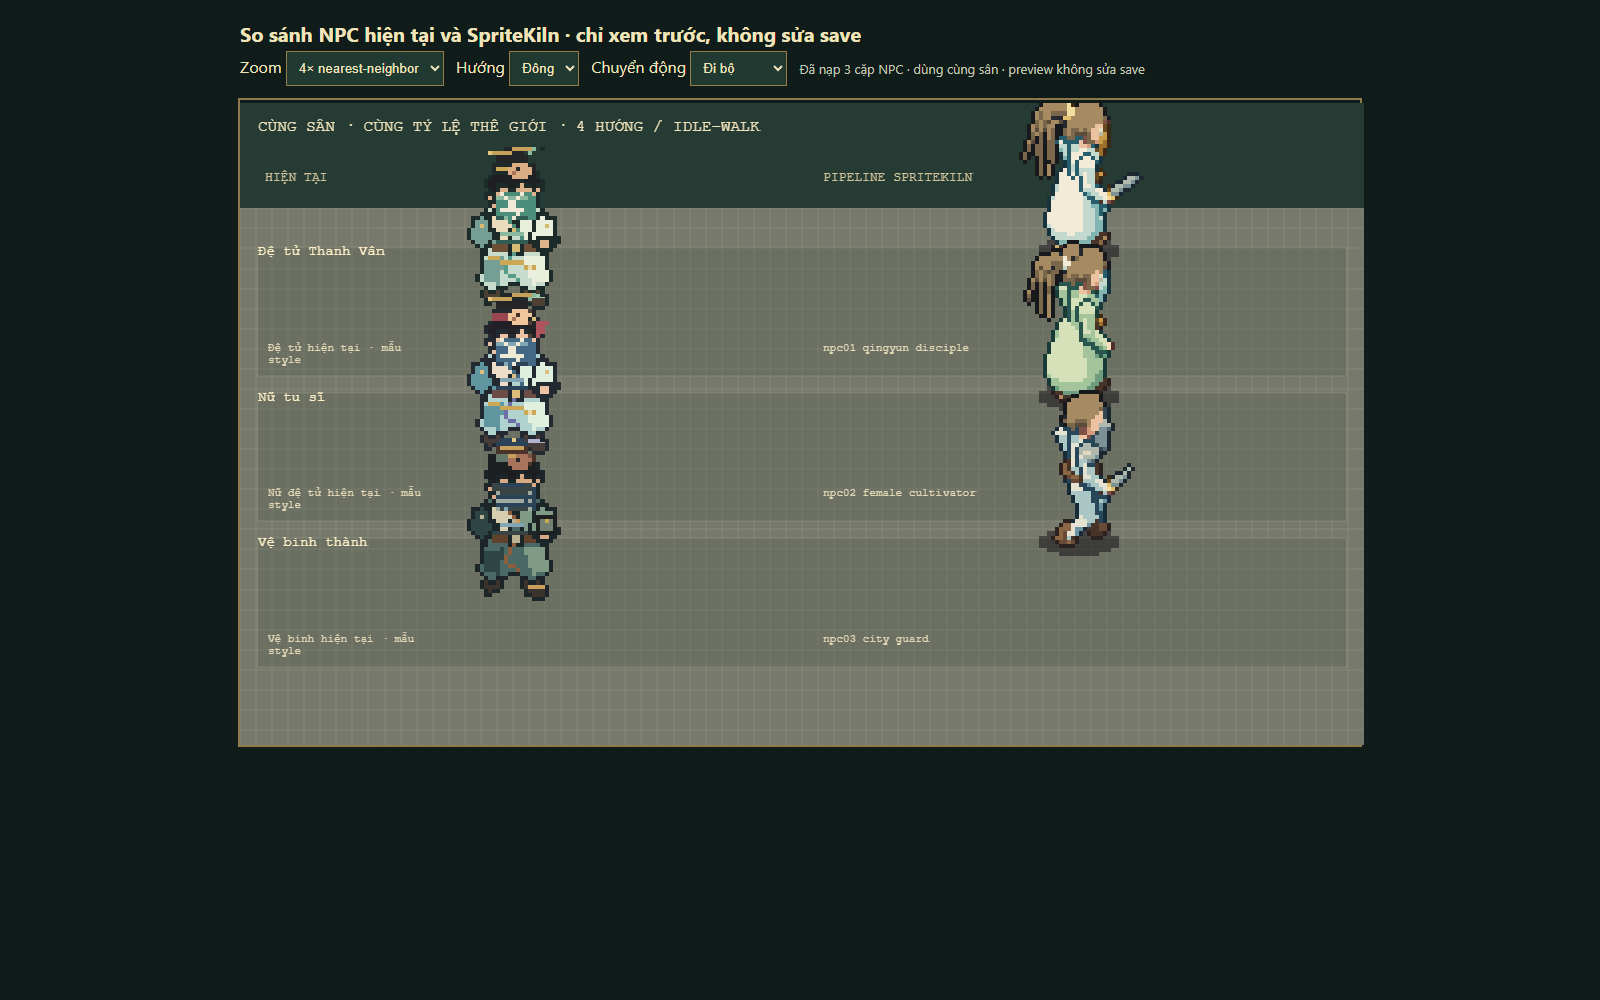 So sánh NPC hiện tại và SpriteKiln · chỉ xem trước, không sửa save
Zoom 4× nearest-neighbor Hướng Đông Chuyển động Đi bộ Đã nạp 3 cặp NPC · dùng cùng sân · preview không sửa save
CÙNG SÂN · CÙNG TỶ LỆ THẾ GIỚI · 4 HƯỚNG / IDLE-WALK
HIỆN TẠI
PIPELINE SPRITEKILN
Đệ tử Thanh Vân
Đệ tử hiện tại · mẫu
style
npc01 qingyun disciple
Nữ tu sĩ
Nữ đệ tử hiện tại · mẫu
style
npc02 female cultivator
Vệ binh thành
Vệ binh hiện tại · mẫu
style
npc03 city guard